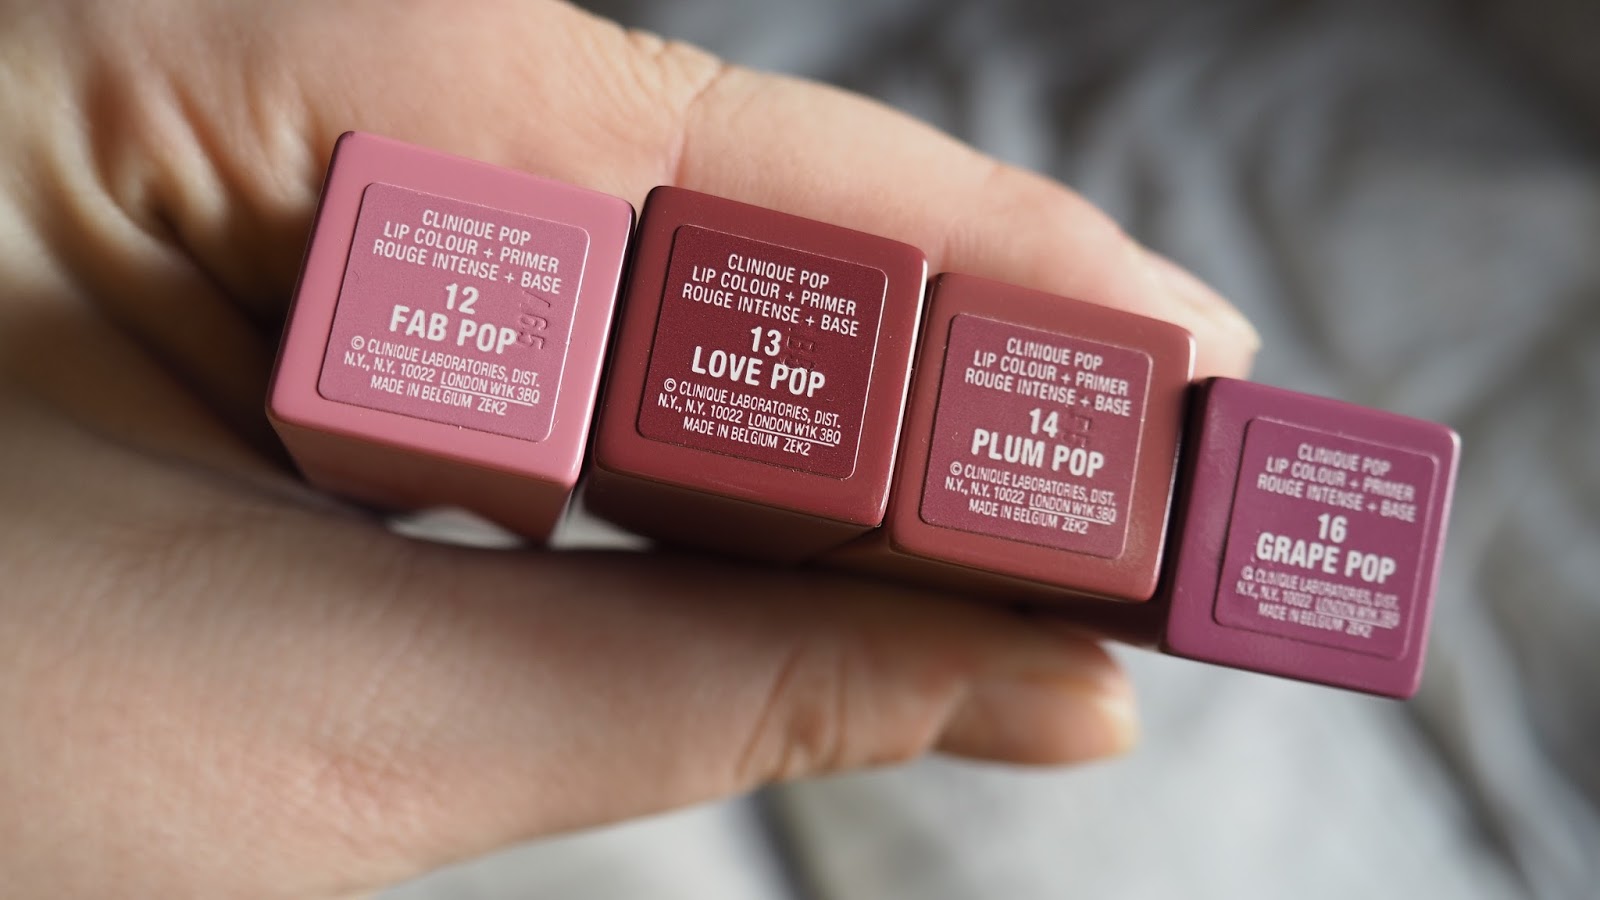 CLINIQUE POP
LIP COLOUR + PRIMER
ROUGE INTENSE + BASE
12
FAB POP
© CLINIQUE LABORATORIES, DIST.
N.Y., N.Y. 10022 LONDON W1K 3BQ
MADE IN BELGIUM ZEK2
CLINIQUE POP
LIP COLOUR + PRIMER
ROUGE INTENSE + BASE
13
LOVE POP
© CLINIQUE LABORATORIES, DIST.
N.Y., N.Y. 10022 LONDON W1K 3BQ
MADE IN BELGIUM ZEK2
CLINIQUE POP
LIP COLOUR + PRIMER
ROUGE INTENSE + BASE
14
PLUM POP
© CLINIQUE LABORATORIES, DIST.
N.Y., N.Y. 10022 LONDON W1K 3BQ
MADE IN BELGIUM ZEK2
CLINIQUE POP
LIP COLOUR + PRIMER
ROUGE INTENSE + BASE
16
GRAPE POP
© CLINIQUE LABORATORIES, DIST.
N.Y., N.Y. 10022 LONDON W1K 3BQ
MADE IN BELGIUM ZEK2